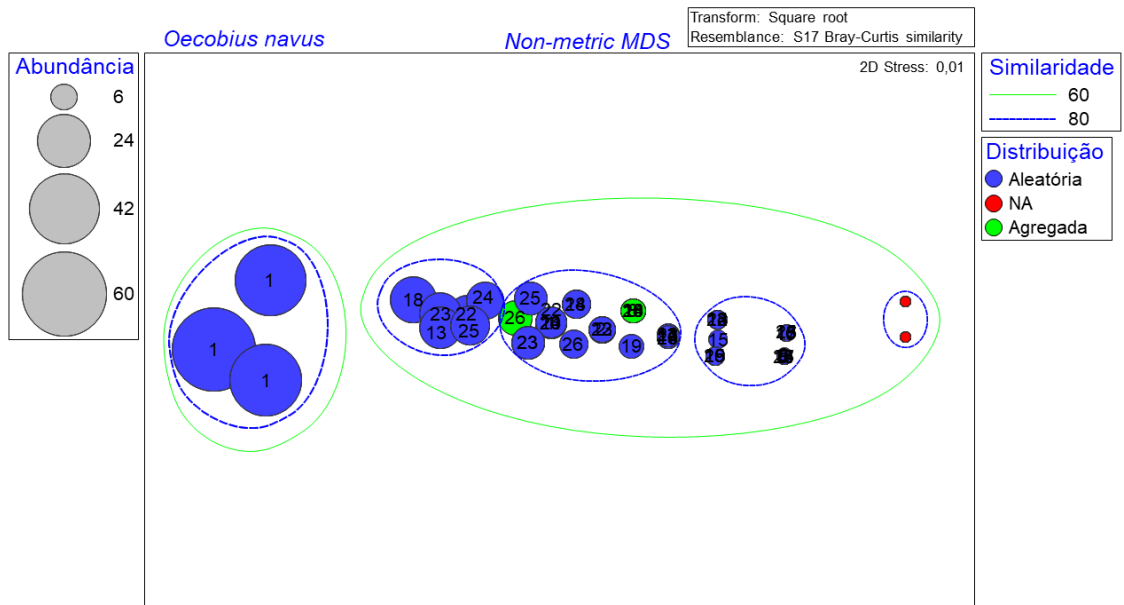 Transform: Square root
Resemblance: S17 Bray-Curtis similarity
Oecobius navus
Non-metric MDS
2D Stress: 0,01
Abundância
6
24
42
60
Similaridade
60
80
Distribuição
Aleatória
NA
Agregada
1
1
1
18
23
13
22
25
24
26
25
23
22
26
19
15